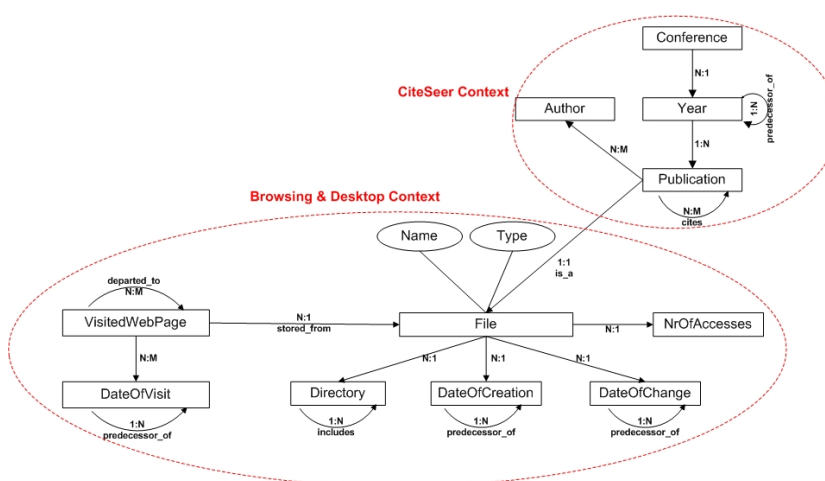 Conference
N:1
CiteSeer Context
Author
Year
1:N
predecessor_of
N:M
1:N
Publication
N:M
cites
Browsing & Desktop Context
Name
Type
1:1
is_a
departed_to
N:M
VisitedWebPage
N:1
stored_from
File
N:1
NrOfAccesses
N:M
N:1
N:1
N:1
DateOfVisit
Directory
DateOfCreation
DateOfChange
1:N
predecessor_of
1:N
includes
1:N
predecessor_of
1:N
predecessor_of